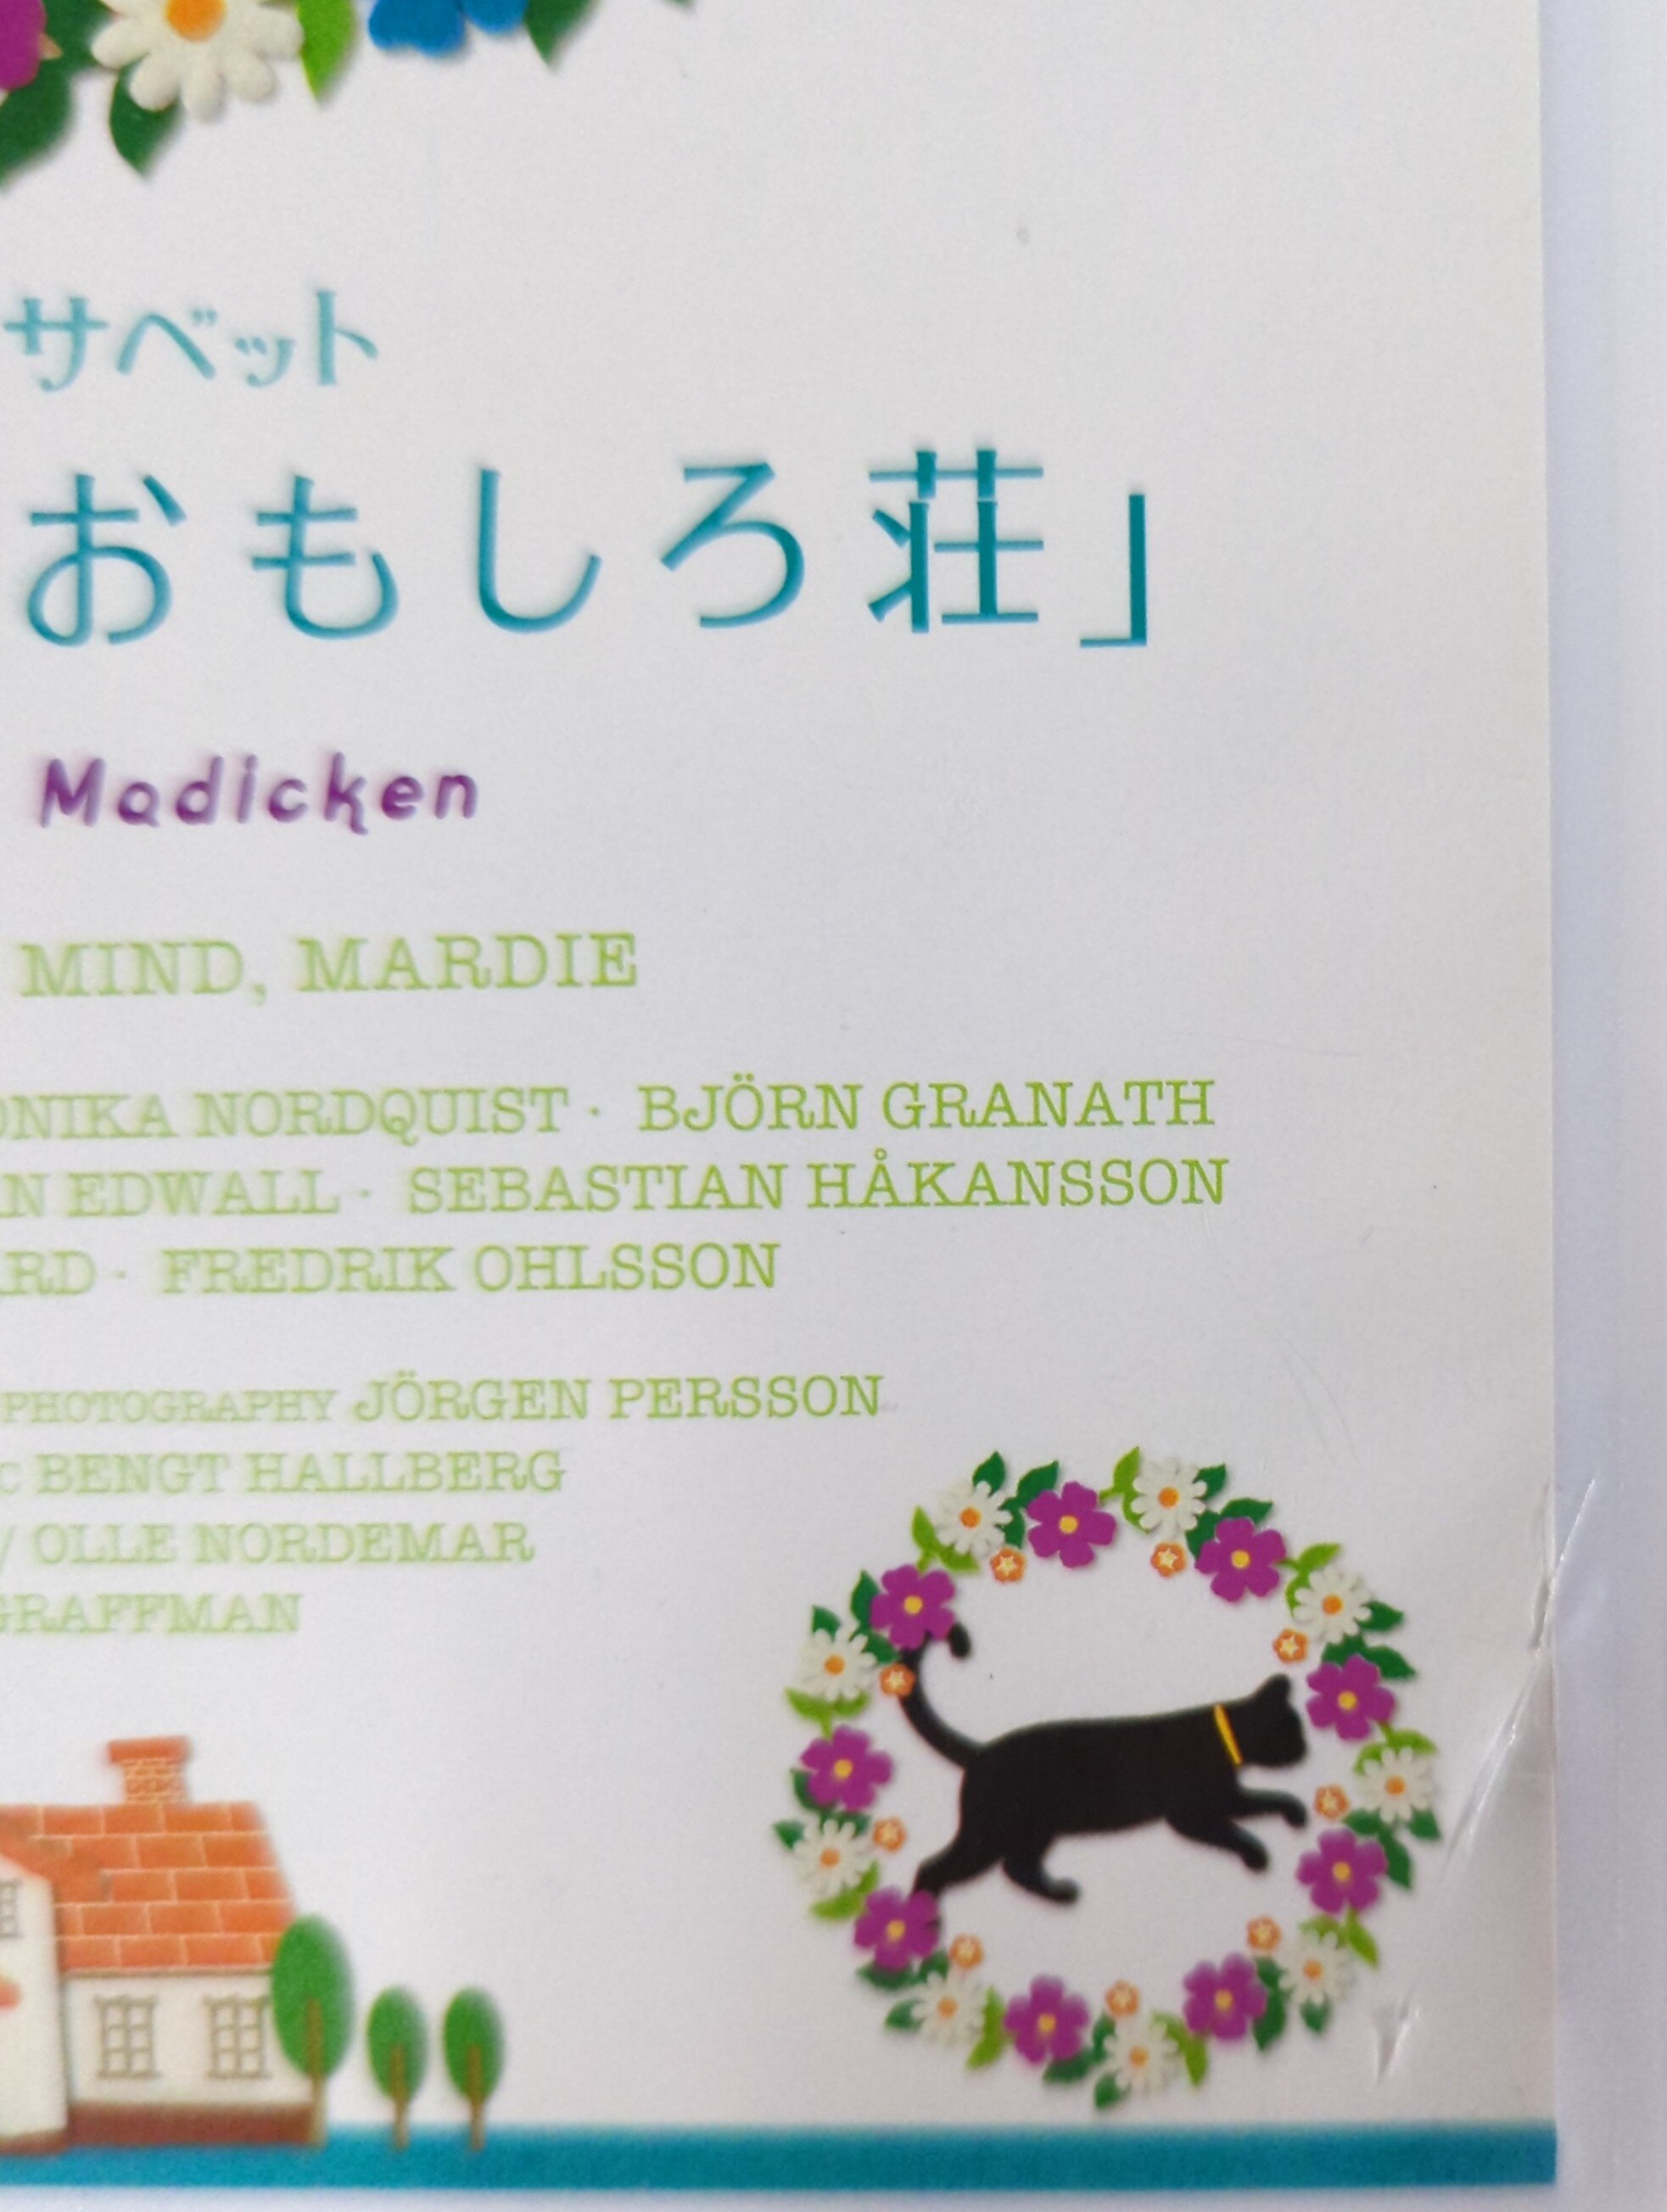 サベット
おもしろ荘」
Madicken
MIND, MARDIE
ONIKA NORDQUIST · BJÖRN GRANATH
N EDWALL · SEBASTIAN HÅKANSSON
RD · FREDRIK OHLSSON
PHOTOGRAPHY JÖRGEN PERSSON
C BENGT HALLBERG
/ OLLE NORDEMAR
GRAFFMAN